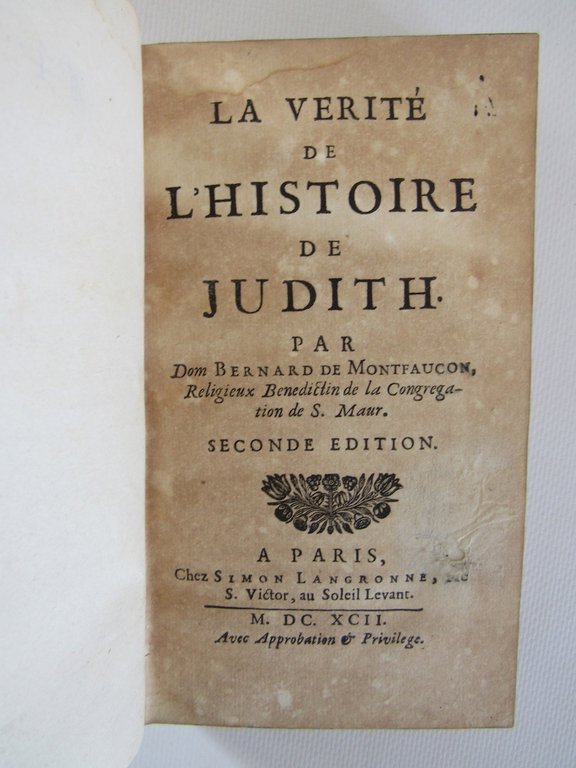 LA VERITÉ
DE
L'HISTOIRE
DE
JUDITH.
PAR
Dom BERNARD DE MONTFAUCON,
Religieux Benedictin de la Congrega-
tion de S. Maur.
SECONDE EDITION.
A PARIS,
Chez SIMON LANGRONNE,
S. Victor, au Soleil Levant.
M. DC. XCII.
Avec Approbation & Privilege.